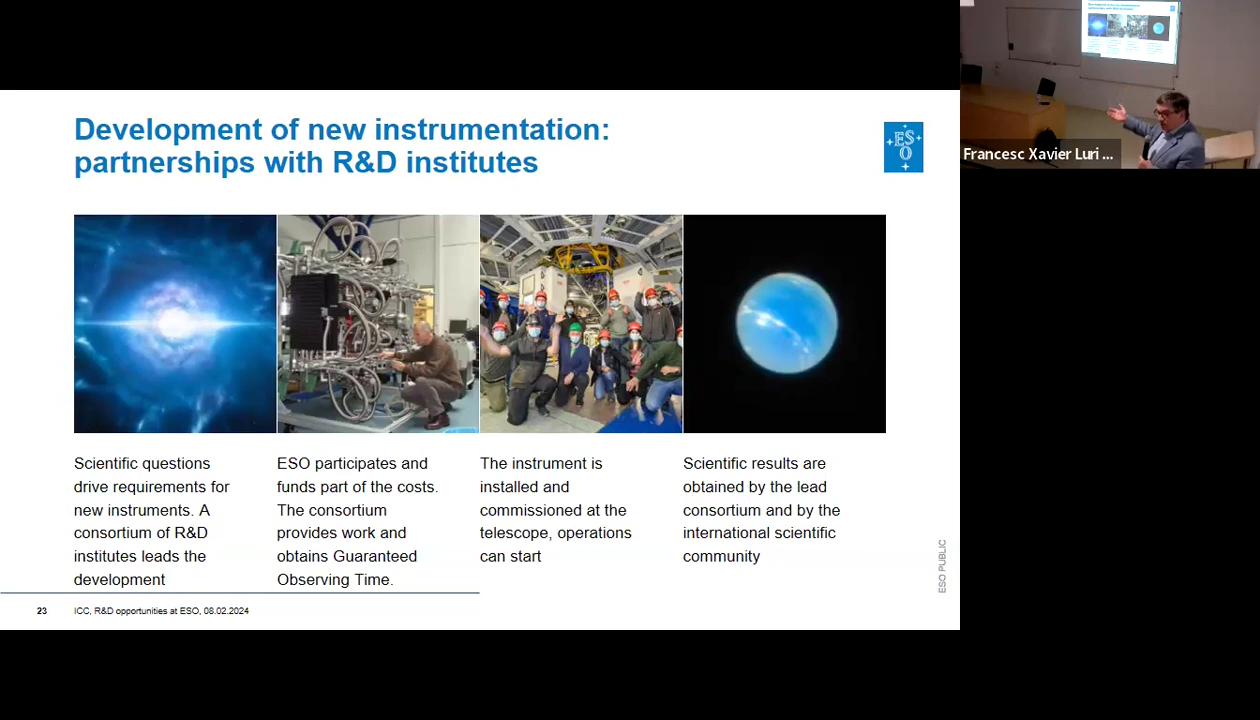 Development of new instrumentation:
partnerships with R&D institutes
ESO
Francesc Xavier Luri ...
Scientific questions
drive requirements for
new instruments. A
consortium of R&D
institutes leads the
development
ESO participates and
funds part of the costs.
The consortium
provides work and
obtains Guaranteed
Observing Time.
The instrument is
installed and
commissioned at the
telescope, operations
can start
Scientific results are
obtained by the lead
consortium and by the
international scientific
community
ESO PUBLIC
23 ICC, R&D opportunities at ESO, 08.02.2024